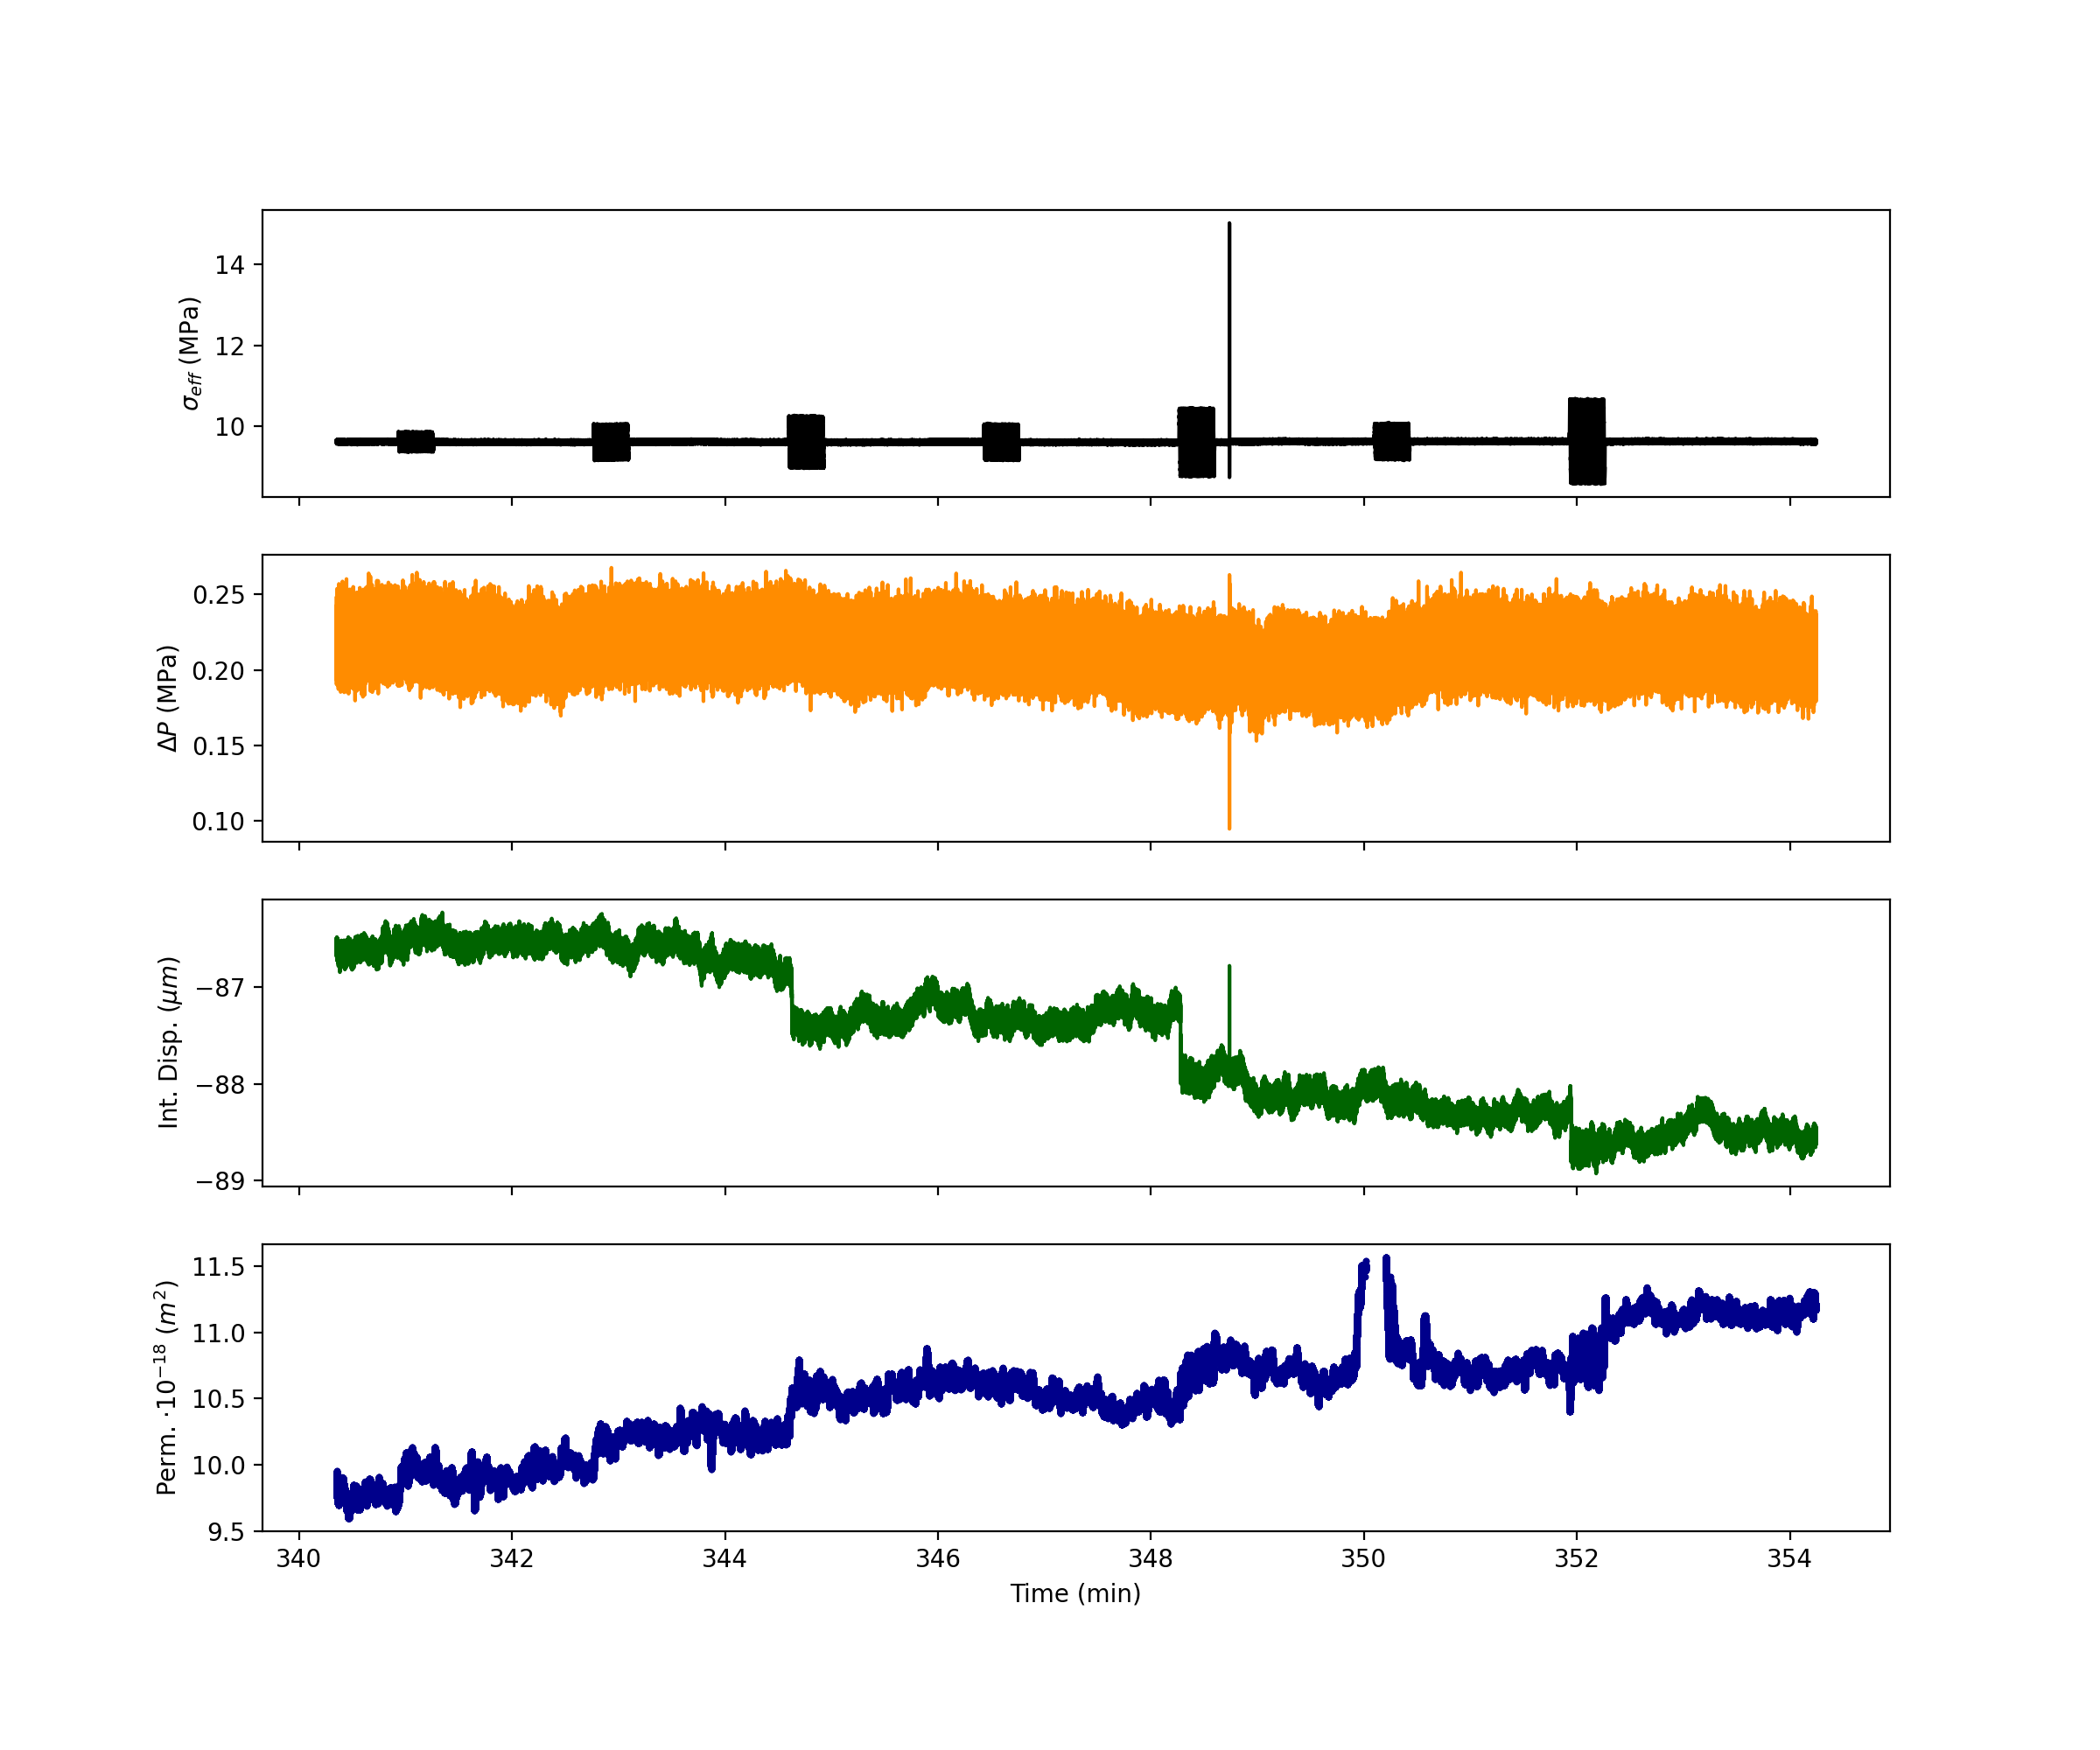 14
12
10
σeff (MPa)
0.25
0.20
0.15
0.10
ΔP (MPa)
−87
−88
−89
Int. Disp. (μm)
11.5
11.0
10.5
10.0
9.5
Perm. ·10⁻¹⁸ (m²)
340 342 344 346 348 350 352 354
Time (min)